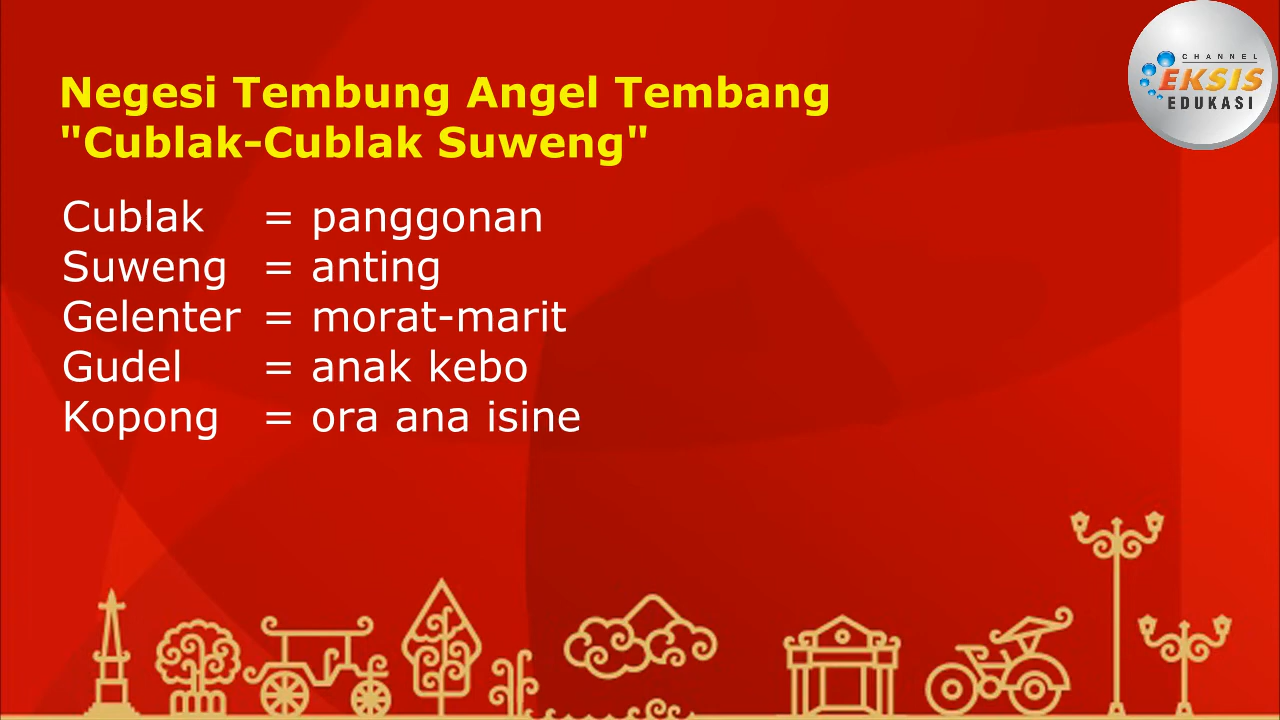 Negesi Tembung Angel Tembang
"Cublak-Cublak Suweng"
Cublak = panggonan
Suweng = anting
Gelenter = morat-marit
Gudel = anak kebo
Kopong = ora ana isine
CHANNEL
EKSIS
EDUKASI